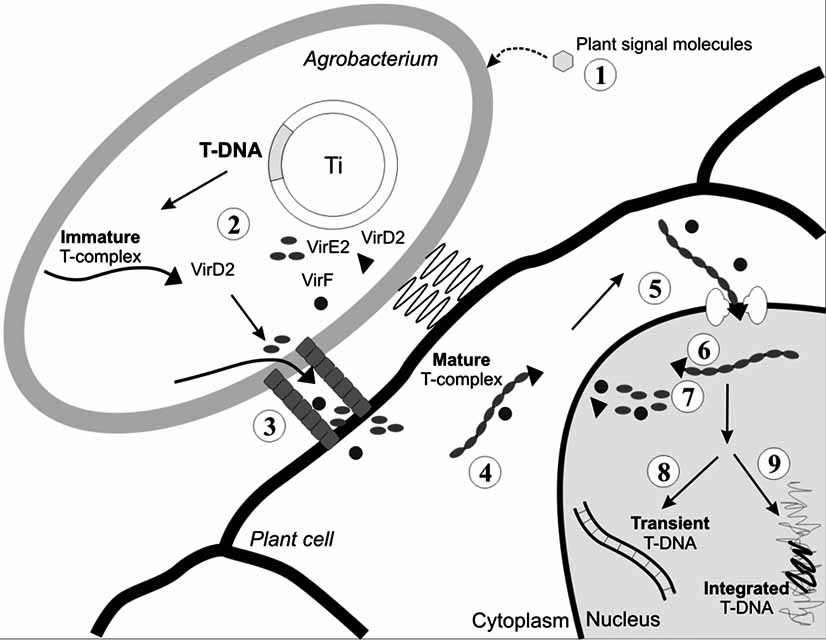 Agrobacterium
Plant signal molecules
1
T-DNA
Ti
2
Immature
T-complex
VirE2
VirD2
VirD2
VirF
5
Mature
T-complex
6
7
3
4
8
9
Transient
T-DNA
Plant cell
Integrated
T-DNA
Cytoplasm
Nucleus